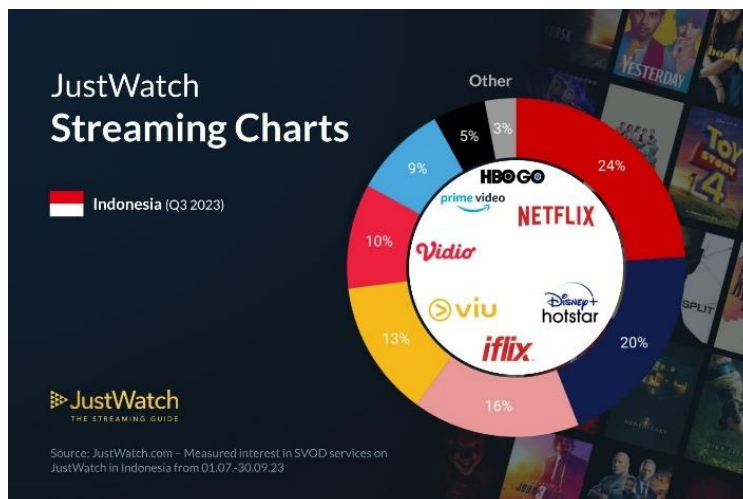 JustWatch
Streaming Charts
Indonesia (Q3 2023)
Other
5%
3%
24%
9%
10%
13%
16%
20%
HBO GO
prime video
NETFLIX
Vidio
Disney+
hotstar
viu
iflix.
YESTERDAY
TOY
STORY
4
SPLIT
JustWatch
THE STREAMING GUIDE
Source: JustWatch.com – Measured interest in SVOD services on
JustWatch in Indonesia from 01.07.-30.09.23